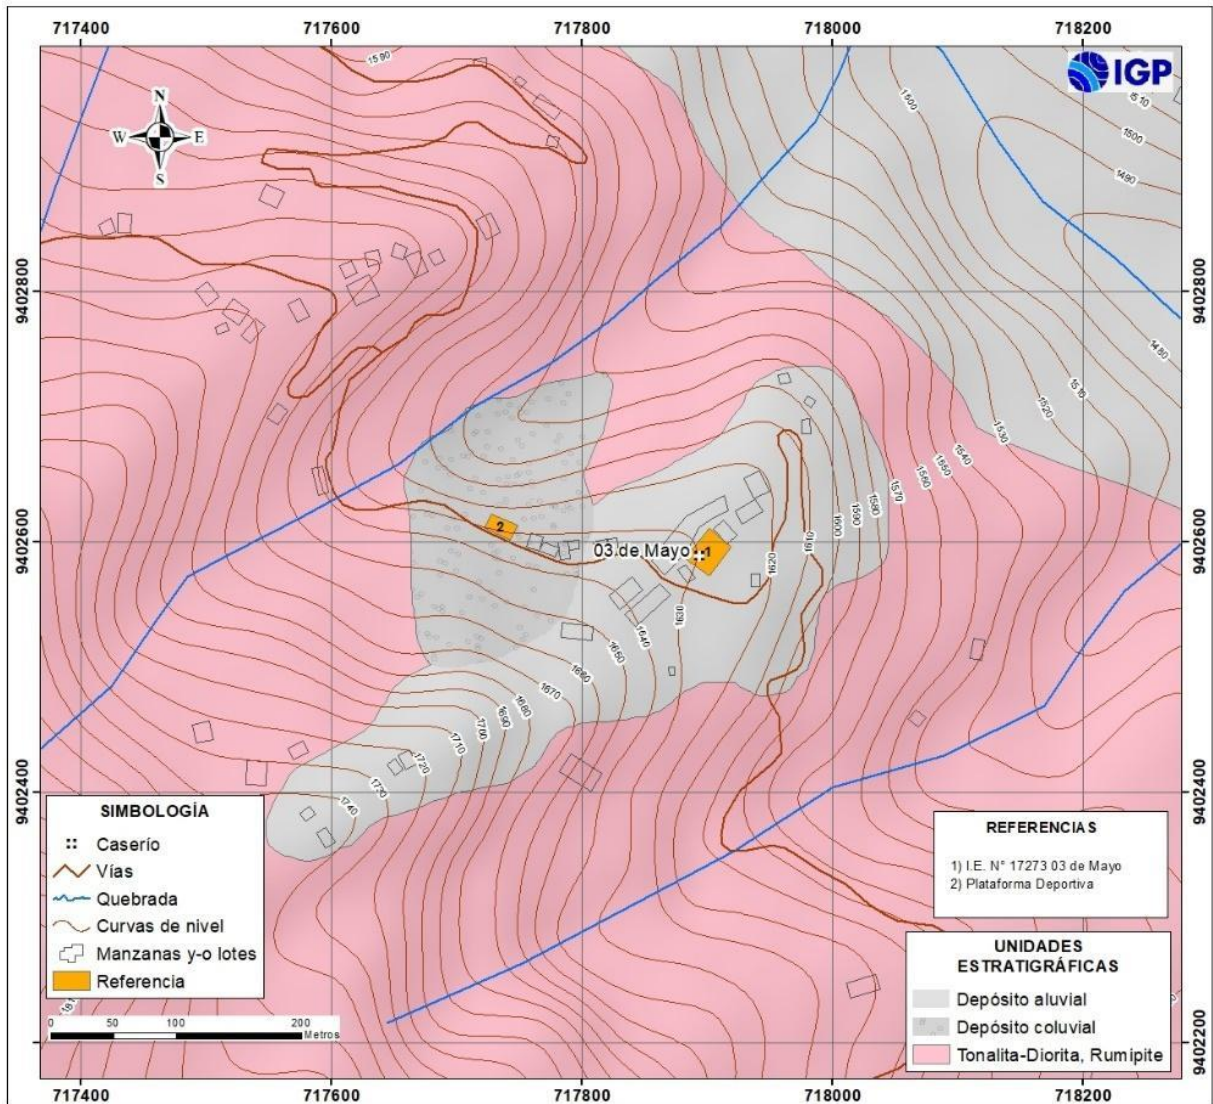 717400 717600 717800 718000 718200
IGP
N
W E
S
1590
1500
1510
1500
1490
9402800 9402800
1480
1510
1520
1530
1540
1550
1560
1570
1580
1590
1600
1610
1620
9402600 9402600
2
03 de Mayo 1
1630
1640
1650
1660
1670
1680
1690
1700
1710
1720
1730
1740
9402400 9402400
SIMBOLOGÍA
Caserío
Vías
Quebrada
Curvas de nivel
Manzanas y-o lotes
Referencia
0 50 100 200
Metros
REFERENCIAS
1) I.E. N° 17273 03 de Mayo
2) Plataforma Deportiva
UNIDADES
ESTRATIGRÁFICAS
Depósito aluvial
Depósito coluvial
Tonalita-Diorita, Rumipite
9402200 9402200
717400 717600 717800 718000 718200